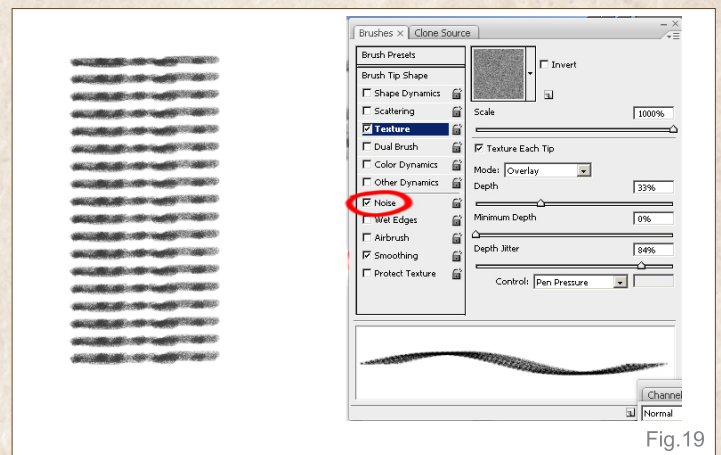 Brushes × Clone Source
Brush Presets
Brush Tip Shape
Invert
Shape Dynamics
Scattering
Scale 1000%
Texture
Dual Brush
Texture Each Tip
Color Dynamics
Mode: Overlay
Other Dynamics
Depth 33%
Noise
Wet Edges
Minimum Depth 0%
Airbrush
Smoothing
Depth Jitter 84%
Protect Texture
Control: Pen Pressure
Channel
Normal
Fig.19